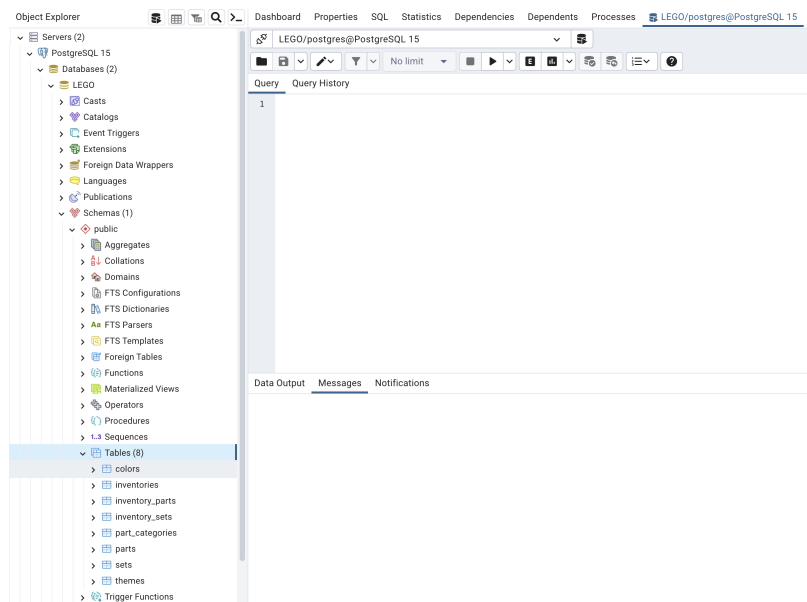 Object Explorer
Dashboard Properties SQL Statistics Dependencies Dependents Processes LEGO/postgres@PostgreSQL 15
Servers (2)
PostgreSQL 15
Databases (2)
LEGO
Casts
Catalogs
Event Triggers
Extensions
Foreign Data Wrappers
Languages
Publications
Schemas (1)
public
Aggregates
Collations
Domains
FTS Configurations
FTS Dictionaries
Aa FTS Parsers
FTS Templates
Foreign Tables
Functions
Materialized Views
Operators
Procedures
1..3 Sequences
Tables (8)
colors
inventories
inventory_parts
inventory_sets
part_categories
parts
sets
themes
Trigger Functions
LEGO/postgres@PostgreSQL 15
No limit E
Query Query History
1
Data Output Messages Notifications